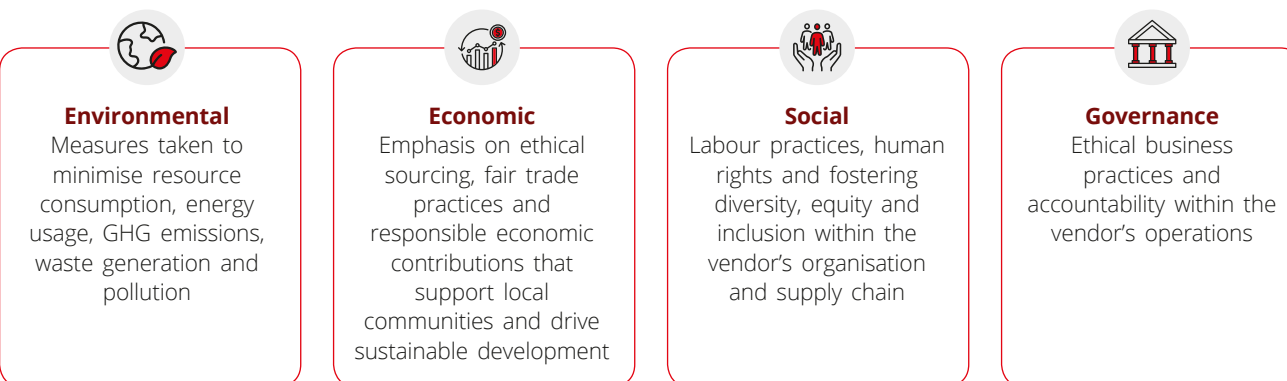 Environmental
Measures taken to
minimise resource
consumption, energy
usage, GHG emissions,
waste generation and
pollution
Economic
Emphasis on ethical
sourcing, fair trade
practices and
responsible economic
contributions that
support local
communities and drive
sustainable development
Social
Labour practices, human
rights and fostering
diversity, equity and
inclusion within the
vendor's organisation
and supply chain
Governance
Ethical business
practices and
accountability within the
vendor's operations